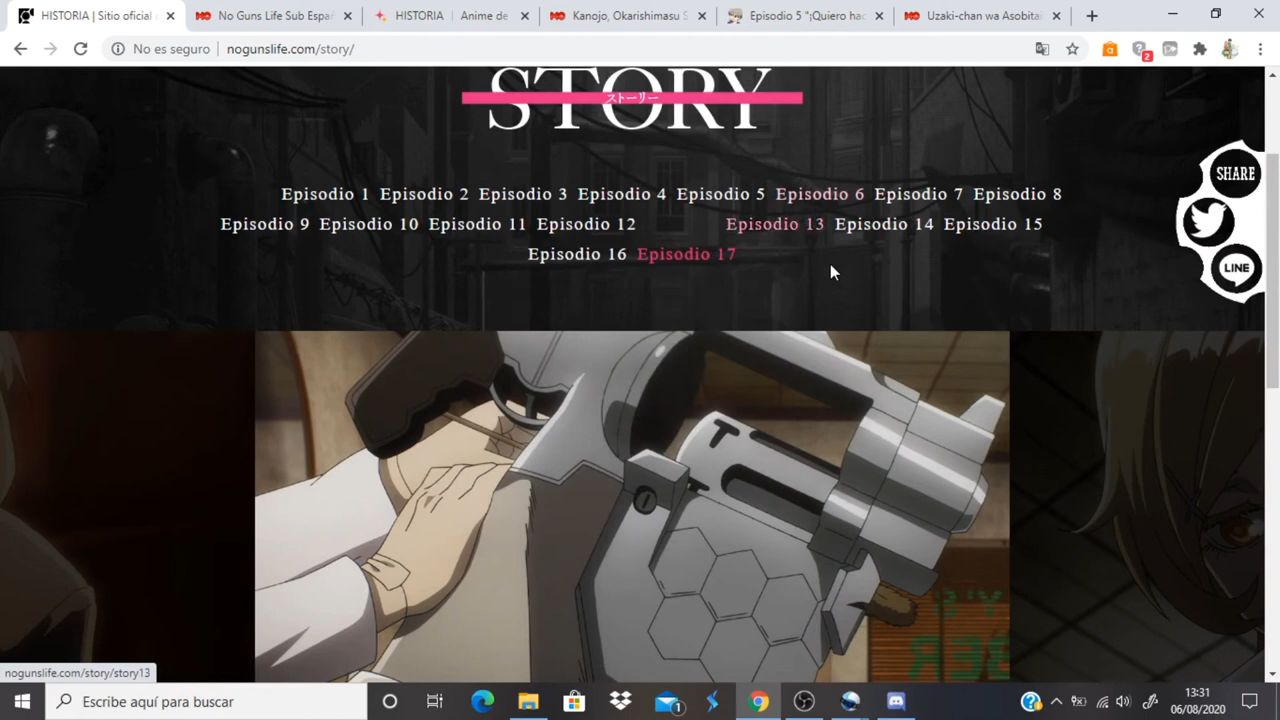 HISTORIA | Sitio oficial
No Guns Life Sub Espa
HISTORIA | Anime de
Kanojo, Okarishimasu S
Episodio 5 ";Quiero hac
Uzaki-chan wa Asobitai
No es seguro | nogunslife.com/story/
2
STORY
ストーリー
Episodio 1 Episodio 2 Episodio 3 Episodio 4 Episodio 5 Episodio 6 Episodio 7 Episodio 8
Episodio 9 Episodio 10 Episodio 11 Episodio 12 Episodio 13 Episodio 14 Episodio 15
Episodio 16 Episodio 17
SHARE
LINE
nogunslife.com/story/story13
Escribe aquí para buscar
1
13:31
06/08/2020